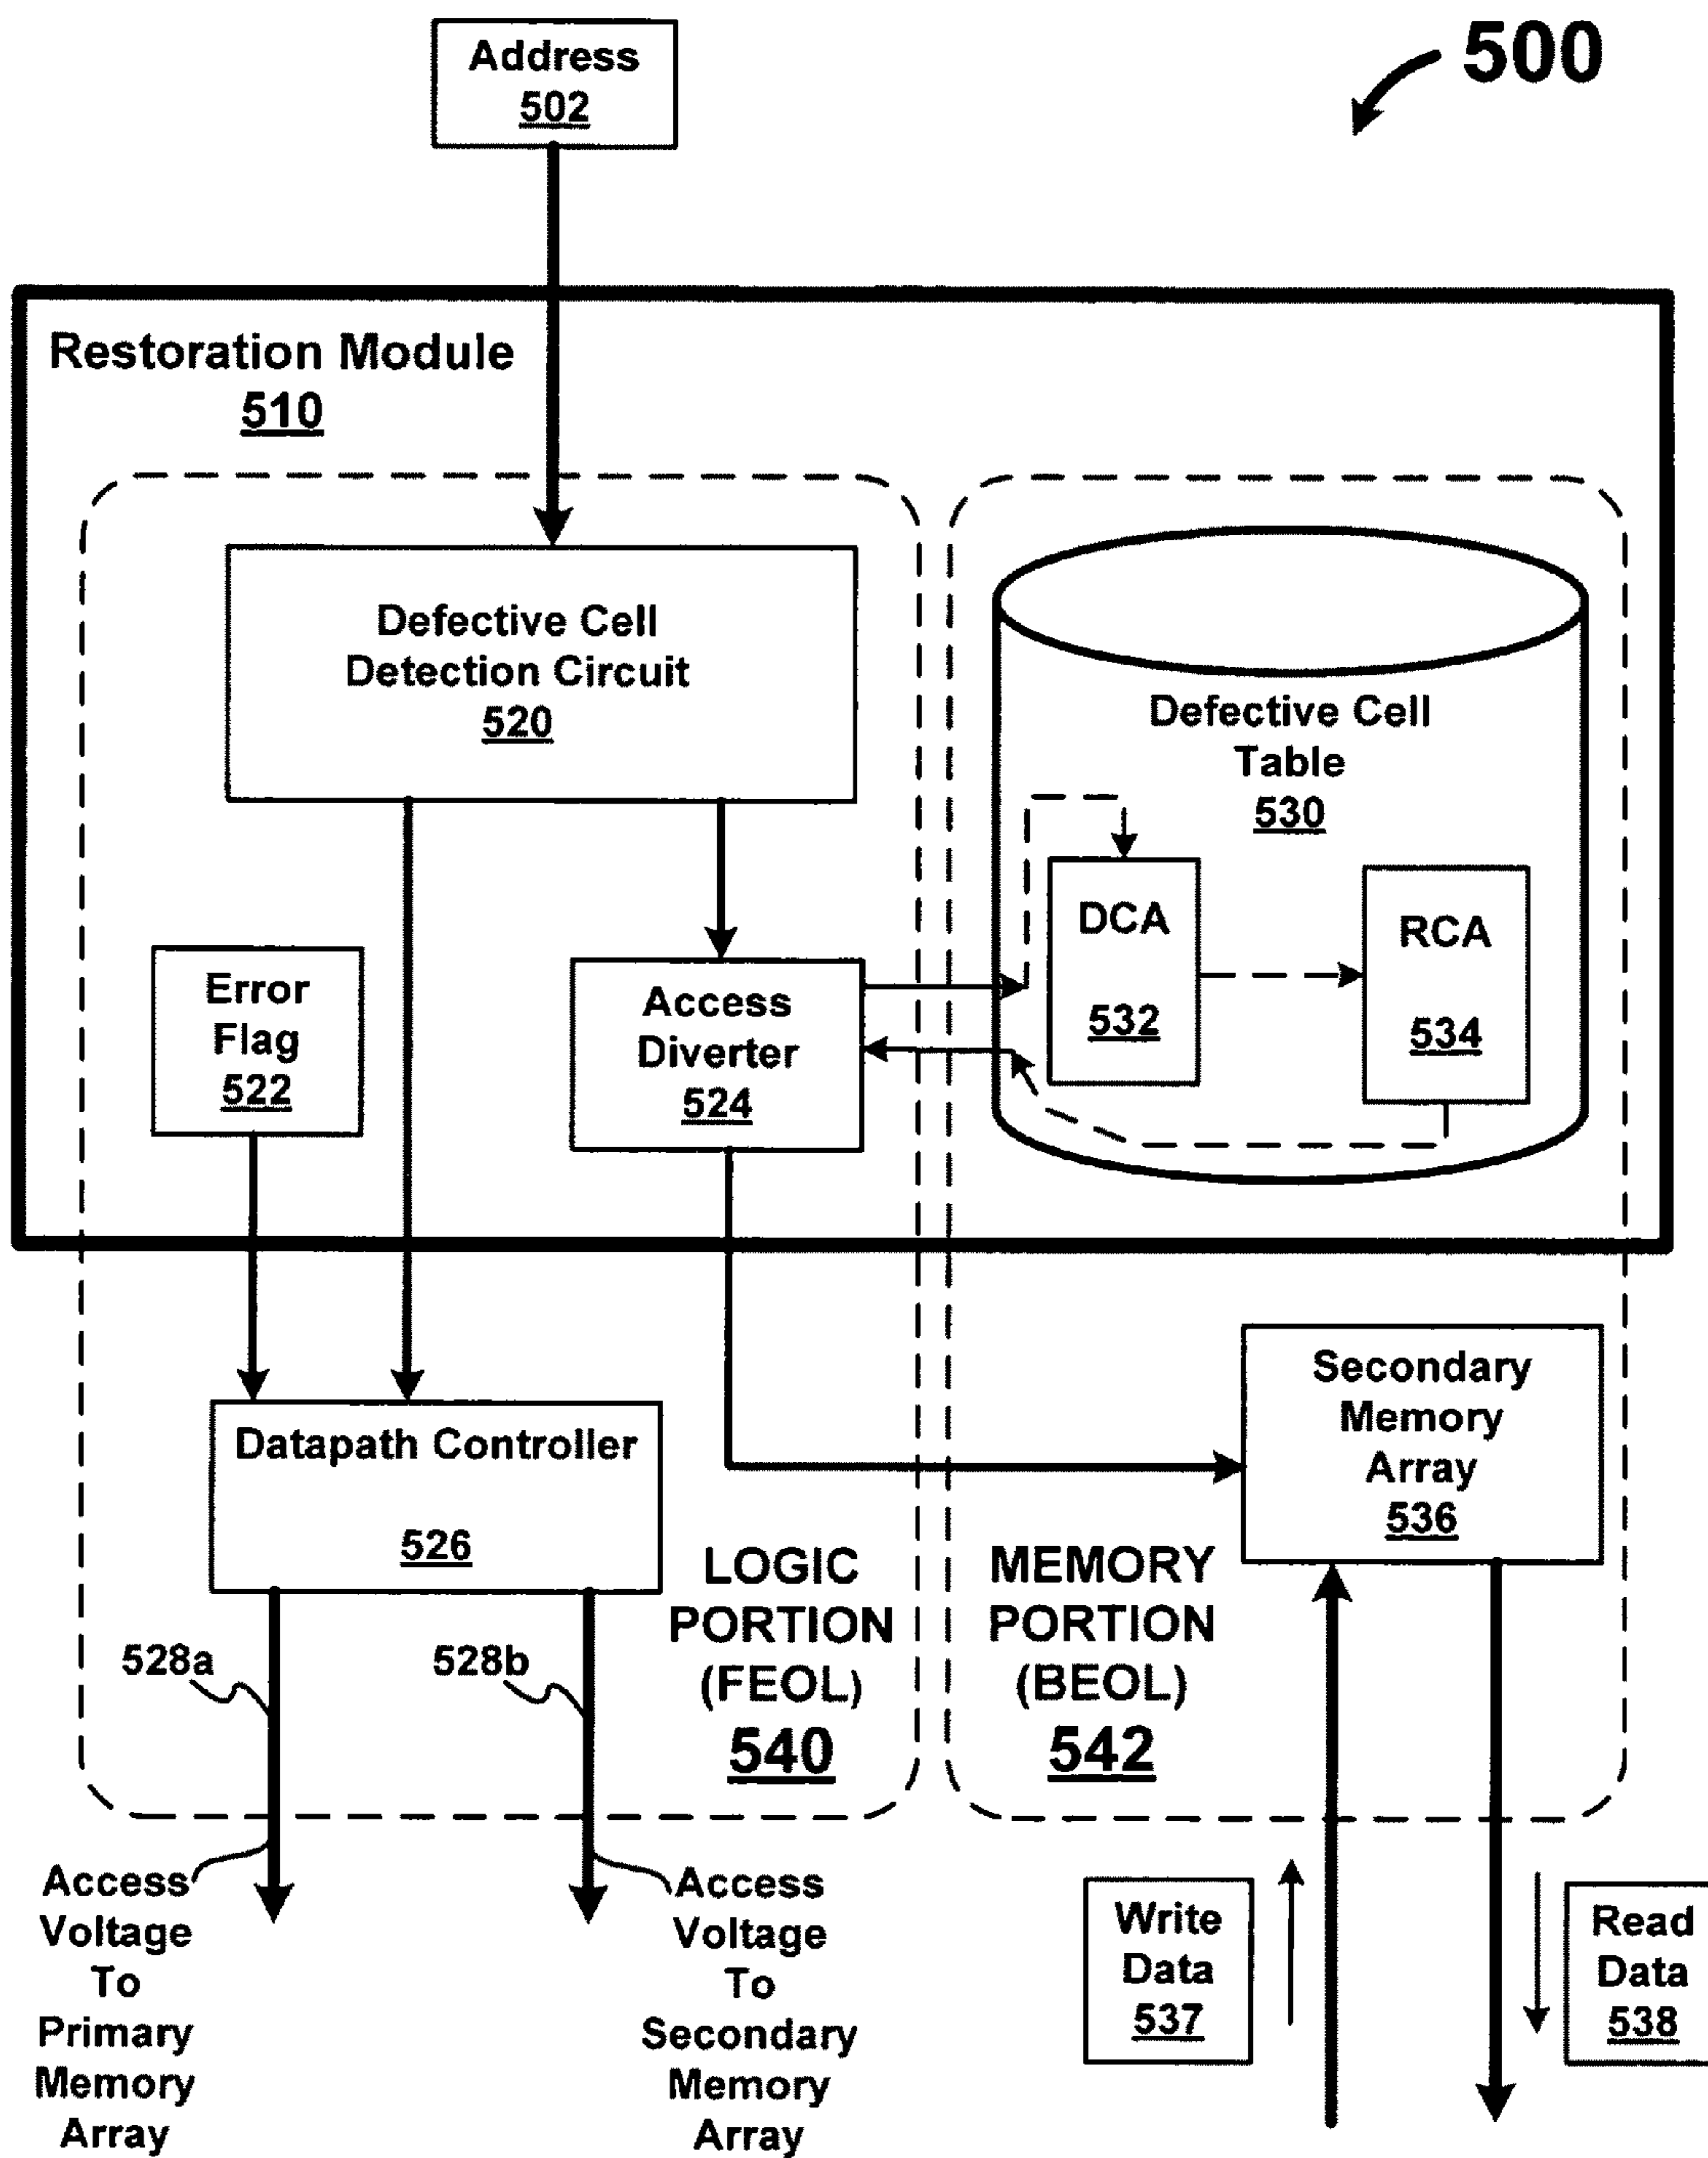 500
Address
502
Restoration Module
510
Defective Cell
Detection Circuit
520
Defective Cell
Table
530
DCA
532
RCA
534
Error
Flag
522
Access
Diverter
524
Datapath Controller
526
Secondary
Memory
Array
536
LOGIC
PORTION
(FEOL)
540
MEMORY
PORTION
(BEOL)
542
528a
528b
Access
Voltage
To
Primary
Memory
Array
Access
Voltage
To
Secondary
Memory
Array
Write
Data
537
Read
Data
538